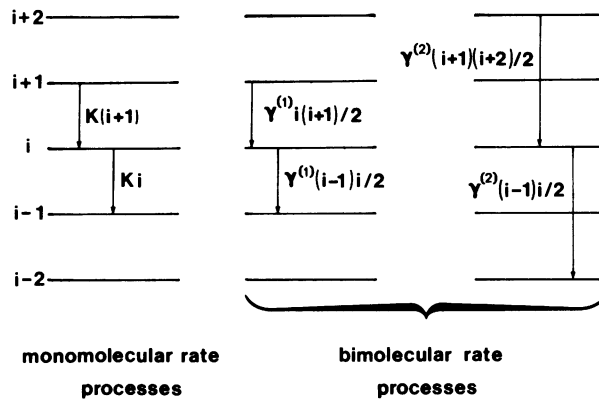 i+2
γ⁽²⁾(i+1)(i+2)/2
i+1
K(i+1)
γ⁽¹⁾i(i+1)/2
i
Ki
γ⁽¹⁾(i−1)i/2
γ⁽²⁾(i−1)i/2
i−1
i−2
monomolecular rate
processes
bimolecular rate
processes